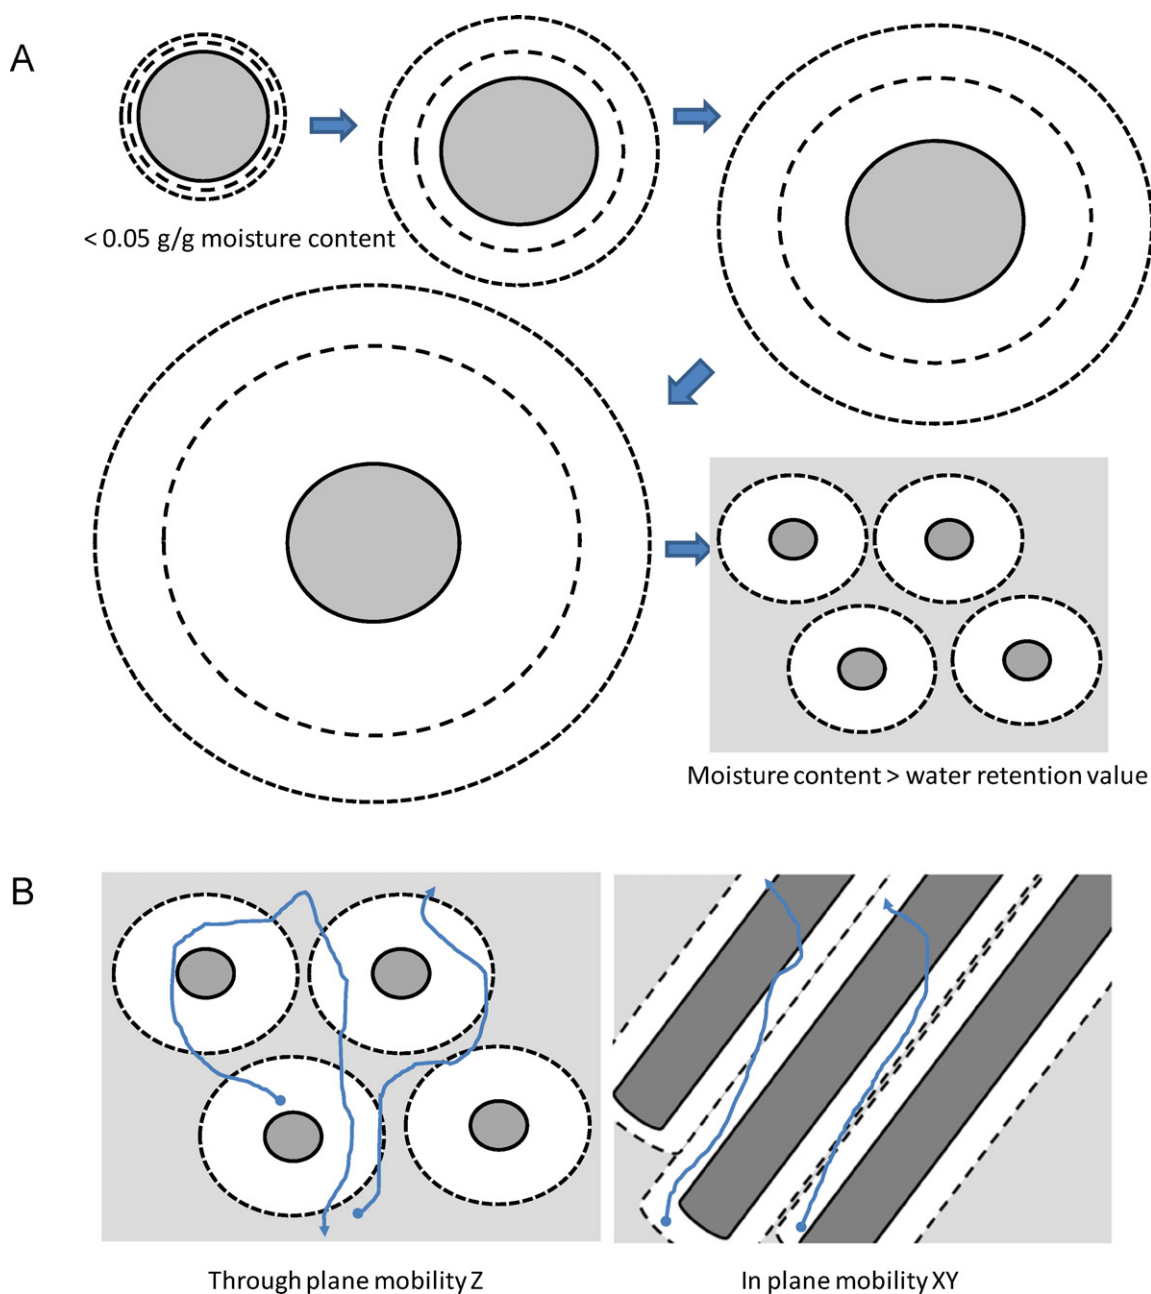 A
< 0.05 g/g moisture content
Moisture content > water retention value
B
Through plane mobility Z
In plane mobility XY